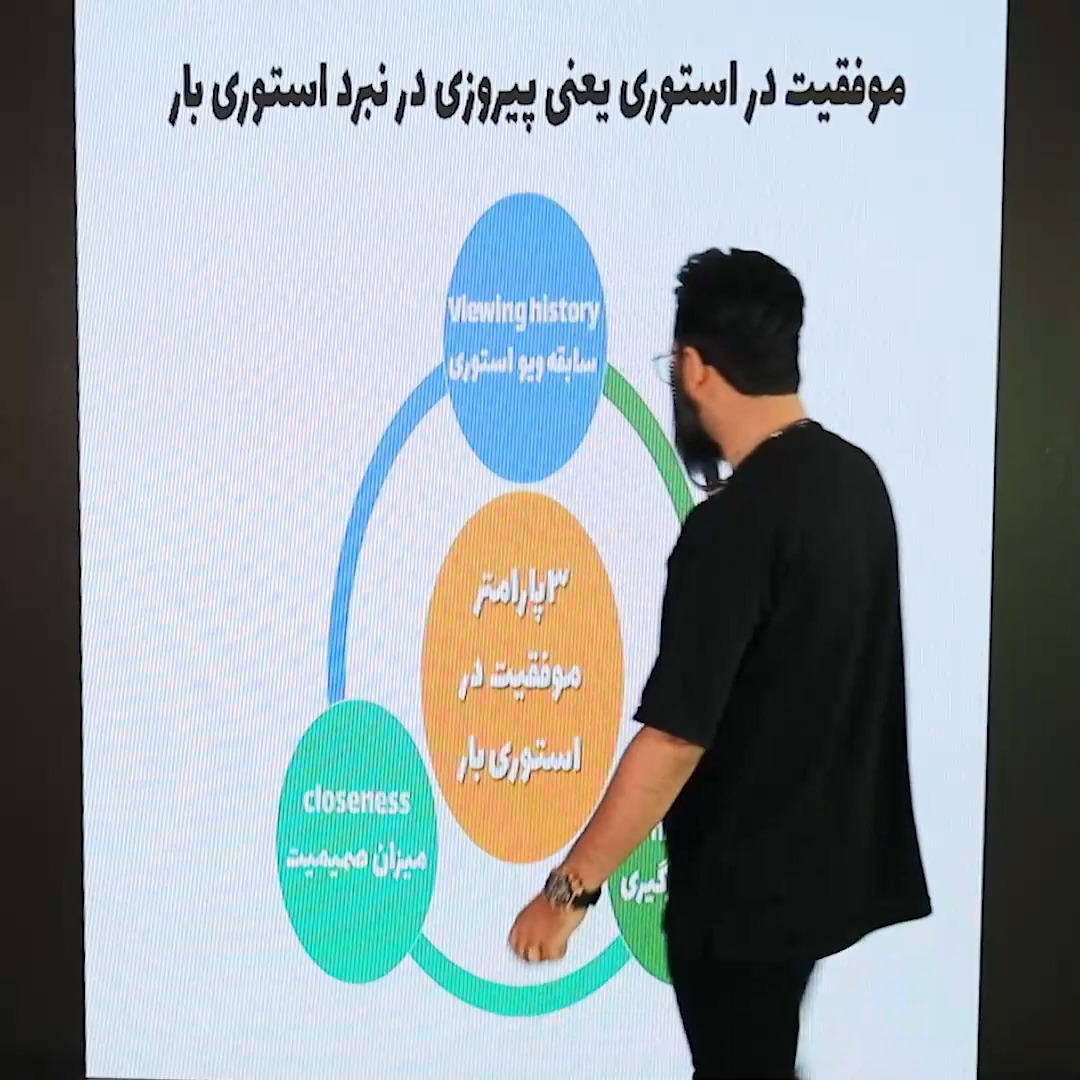 موفقیت در استوری یعنی پیروزی در نبرد استوری بار
Viewing history
سابقه ویو استوری
۳ پارامتر
موفقیت در
استوری بار
closeness
میزان صمیمیت